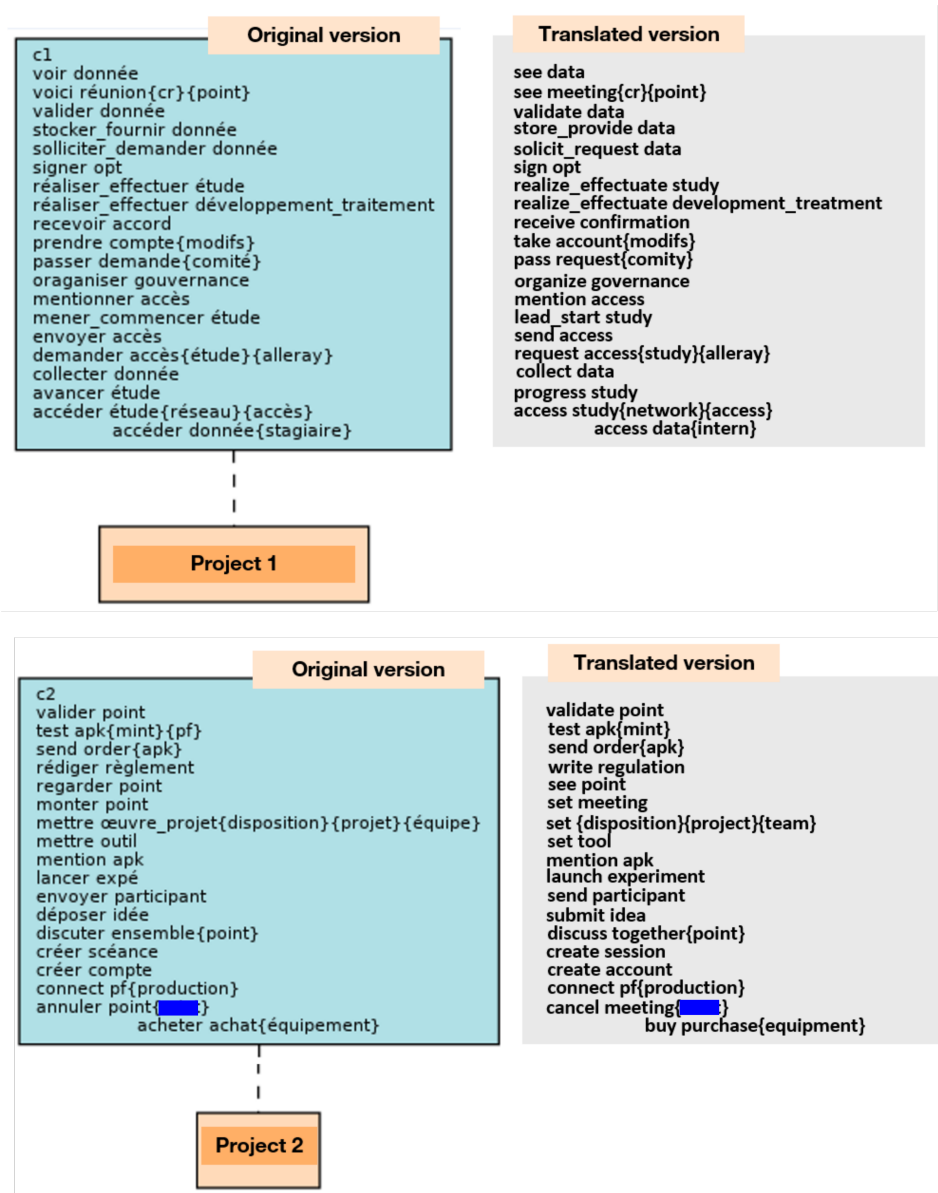 Original version
c1
voir donnée
voici réunion{cr}{point}
valider donnée
stocker_fournir donnée
solliciter_demander donnée
signer opt
réaliser_effectuer étude
réaliser_effectuer développement_traitement
recevoir accord
prendre compte{modifs}
passer demande{comité}
oraganiser gouvernance
mentionner accès
mener_commencer étude
envoyer accès
demander accès{étude}{alleray}
collecter donnée
avancer étude
accéder étude{réseau}{accès}
accéder donnée{stagiaire}
Project 1
Translated version
see data
see meeting{cr}{point}
validate data
store_provide data
solicit_request data
sign opt
realize_effectuate study
realize_effectuate development_treatment
receive confirmation
take account{modifs}
pass request{comity}
organize governance
mention access
lead_start study
send access
request access{study}{alleray}
collect data
progress study
access study{network}{access}
access data{intern}
Original version
c2
valider point
test apk{mint}{pf}
send order{apk}
rédiger règlement
regarder point
monter point
mettre œuvre_projet{disposition}{projet}{équipe}
mettre outil
mention apk
lancer expé
envoyer participant
déposer idée
discuter ensemble{point}
créer scéance
créer compte
connect pf{production}
annuler point{ }
acheter achat{équipement}
Project 2
Translated version
validate point
test apk{mint}
send order{apk}
write regulation
see point
set meeting
set {disposition}{project}{team}
set tool
mention apk
launch experiment
send participant
submit idea
discuss together{point}
create session
create account
connect pf{production}
cancel meeting{ }
buy purchase{equipment}